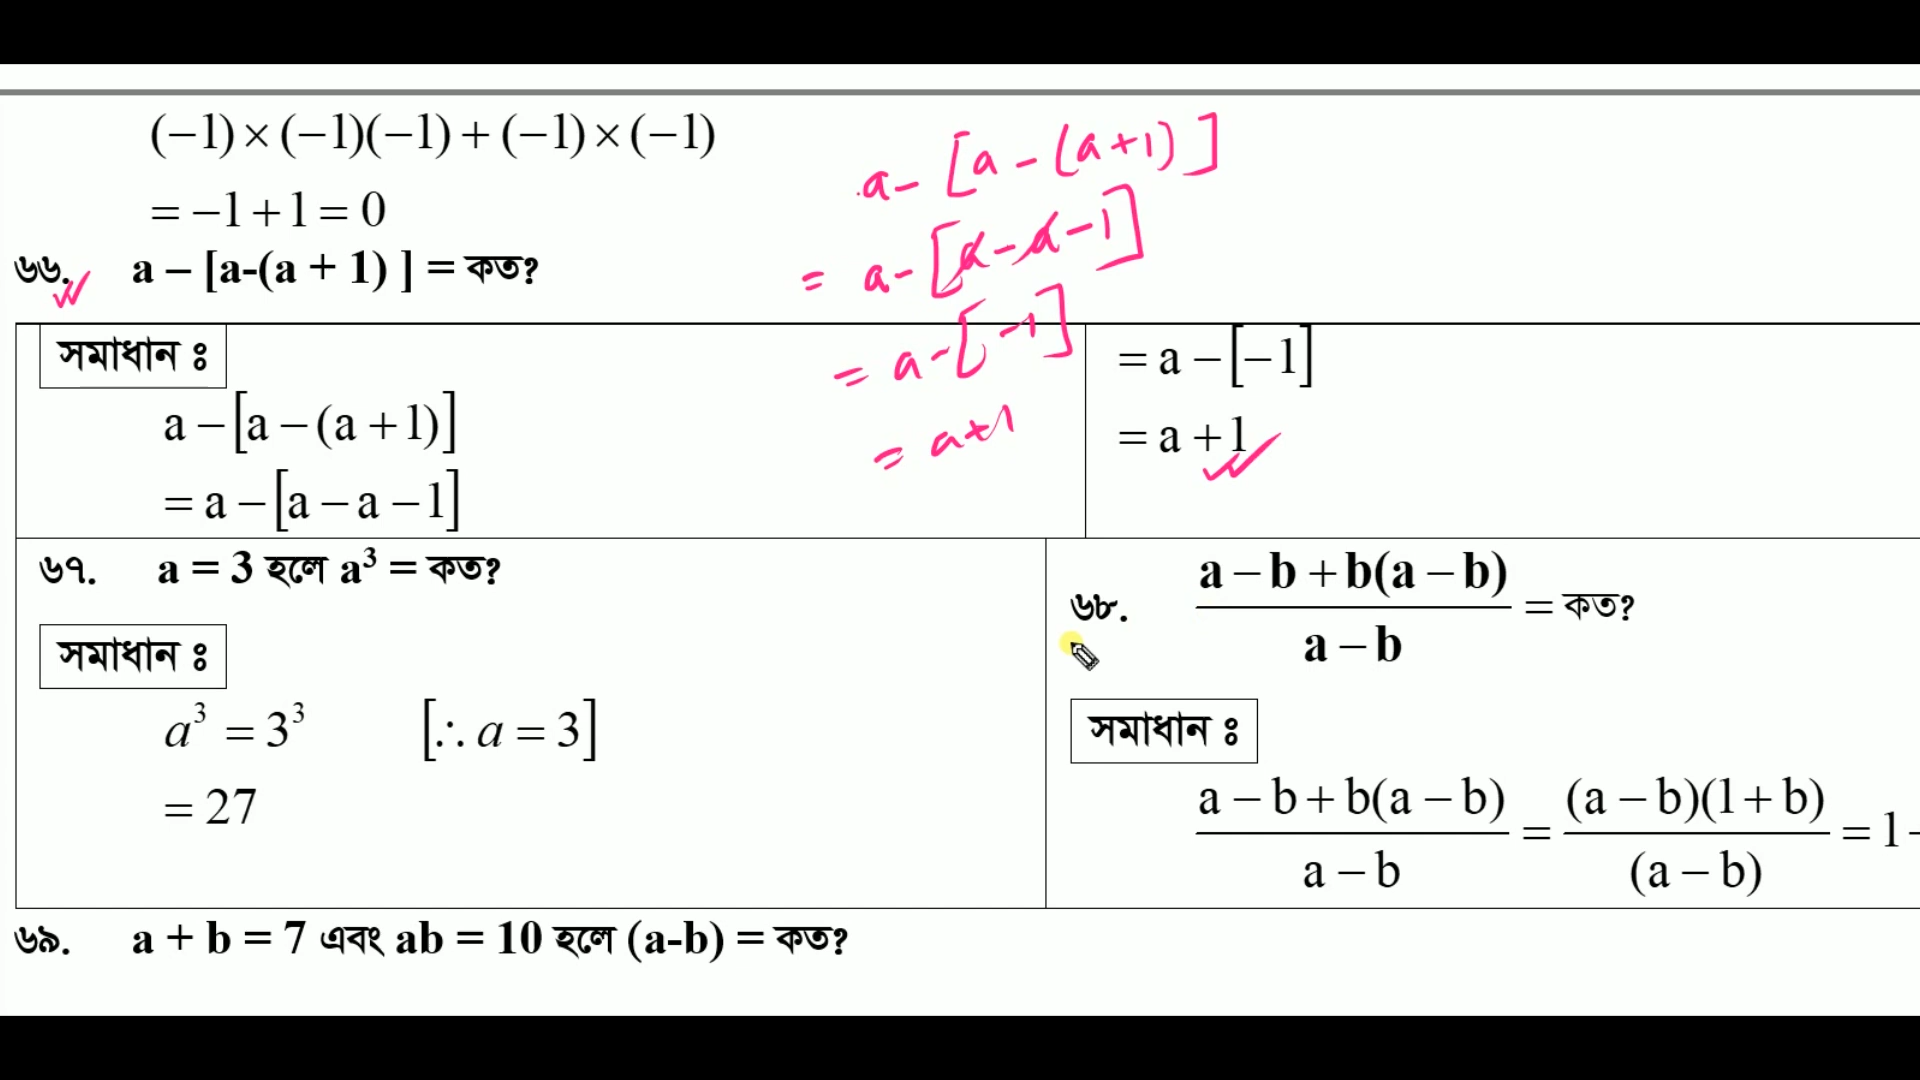 (−1)×(−1)(−1)+(−1)×(−1)
= −1+1= 0
৬৬. a – [a-(a + 1) ] = কত?
a- [a - (a+1) ]
= a- [a-a-1]
= a-[-1]
= a+1
সমাধান ঃ
a−[a−(a+1)]
= a−[a−a−1]
= a−[−1]
= a+1
৬৭. a = 3 হলে a³ = কত?
সমাধান ঃ
a³ = 3³ [∴ a = 3]
= 27
৬৮. a−b+b(a−b) / a−b = কত?
সমাধান ঃ
a−b+b(a−b) / a−b = (a−b)(1+b) / (a−b) = 1
৬৯. a + b = 7 এবং ab = 10 হলে (a-b) = কত?